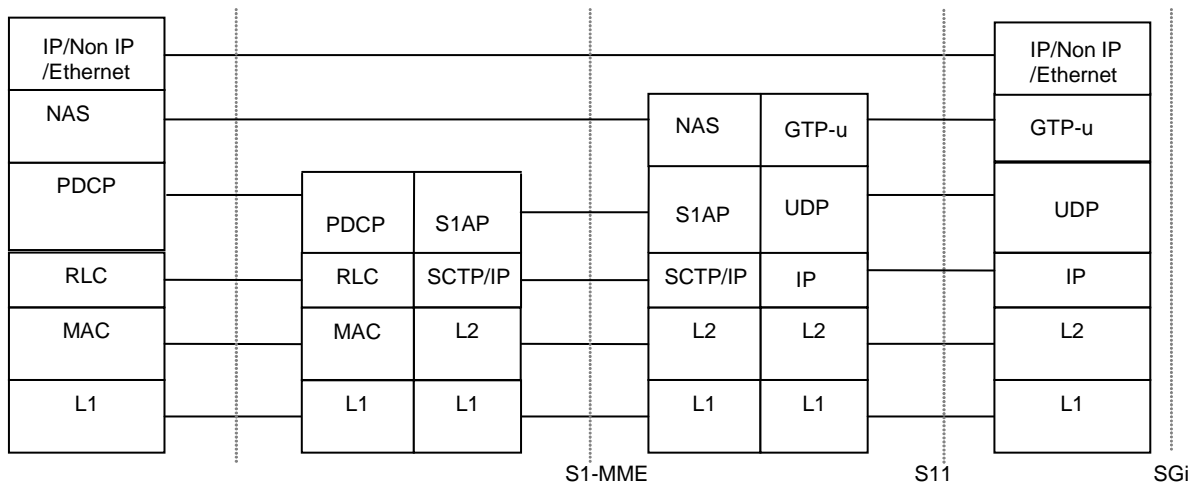 IP/Non IP
/Ethernet
NAS
PDCP
RLC
MAC
L1
PDCP
S1AP
RLC
SCTP/IP
MAC
L2
L1
L1
NAS
GTP-u
S1AP
UDP
SCTP/IP
IP
L2
L2
L1
L1
IP/Non IP
/Ethernet
GTP-u
UDP
IP
L2
L1
S1-MME
S11
SGi